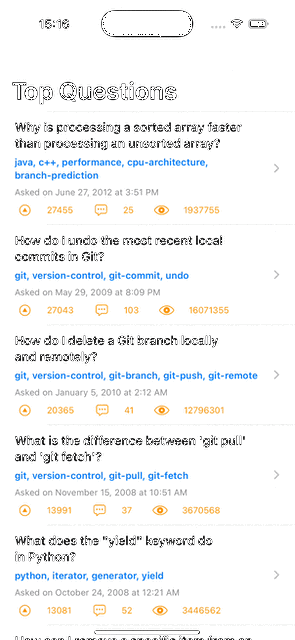 15:16
Top Questions
Why is processing a sorted array faster
than processing an unsorted array?
java, c++, performance, cpu-architecture,
branch-prediction
Asked on June 27, 2012 at 3:51 PM
27455 25 1937755
How do I undo the most recent local
commits in Git?
git, version-control, git-commit, undo
Asked on May 29, 2009 at 8:09 PM
27043 103 16071355
How do I delete a Git branch locally
and remotely?
git, version-control, git-branch, git-push, git-remote
Asked on January 5, 2010 at 2:12 AM
20365 41 12796301
What is the difference between 'git pull'
and 'git fetch'?
git, version-control, git-pull, git-fetch
Asked on November 15, 2008 at 10:51 AM
13991 37 3670568
What does the "yield" keyword do
in Python?
python, iterator, generator, yield
Asked on October 24, 2008 at 12:21 AM
13081 52 3446562
How can I remove a specific item from an